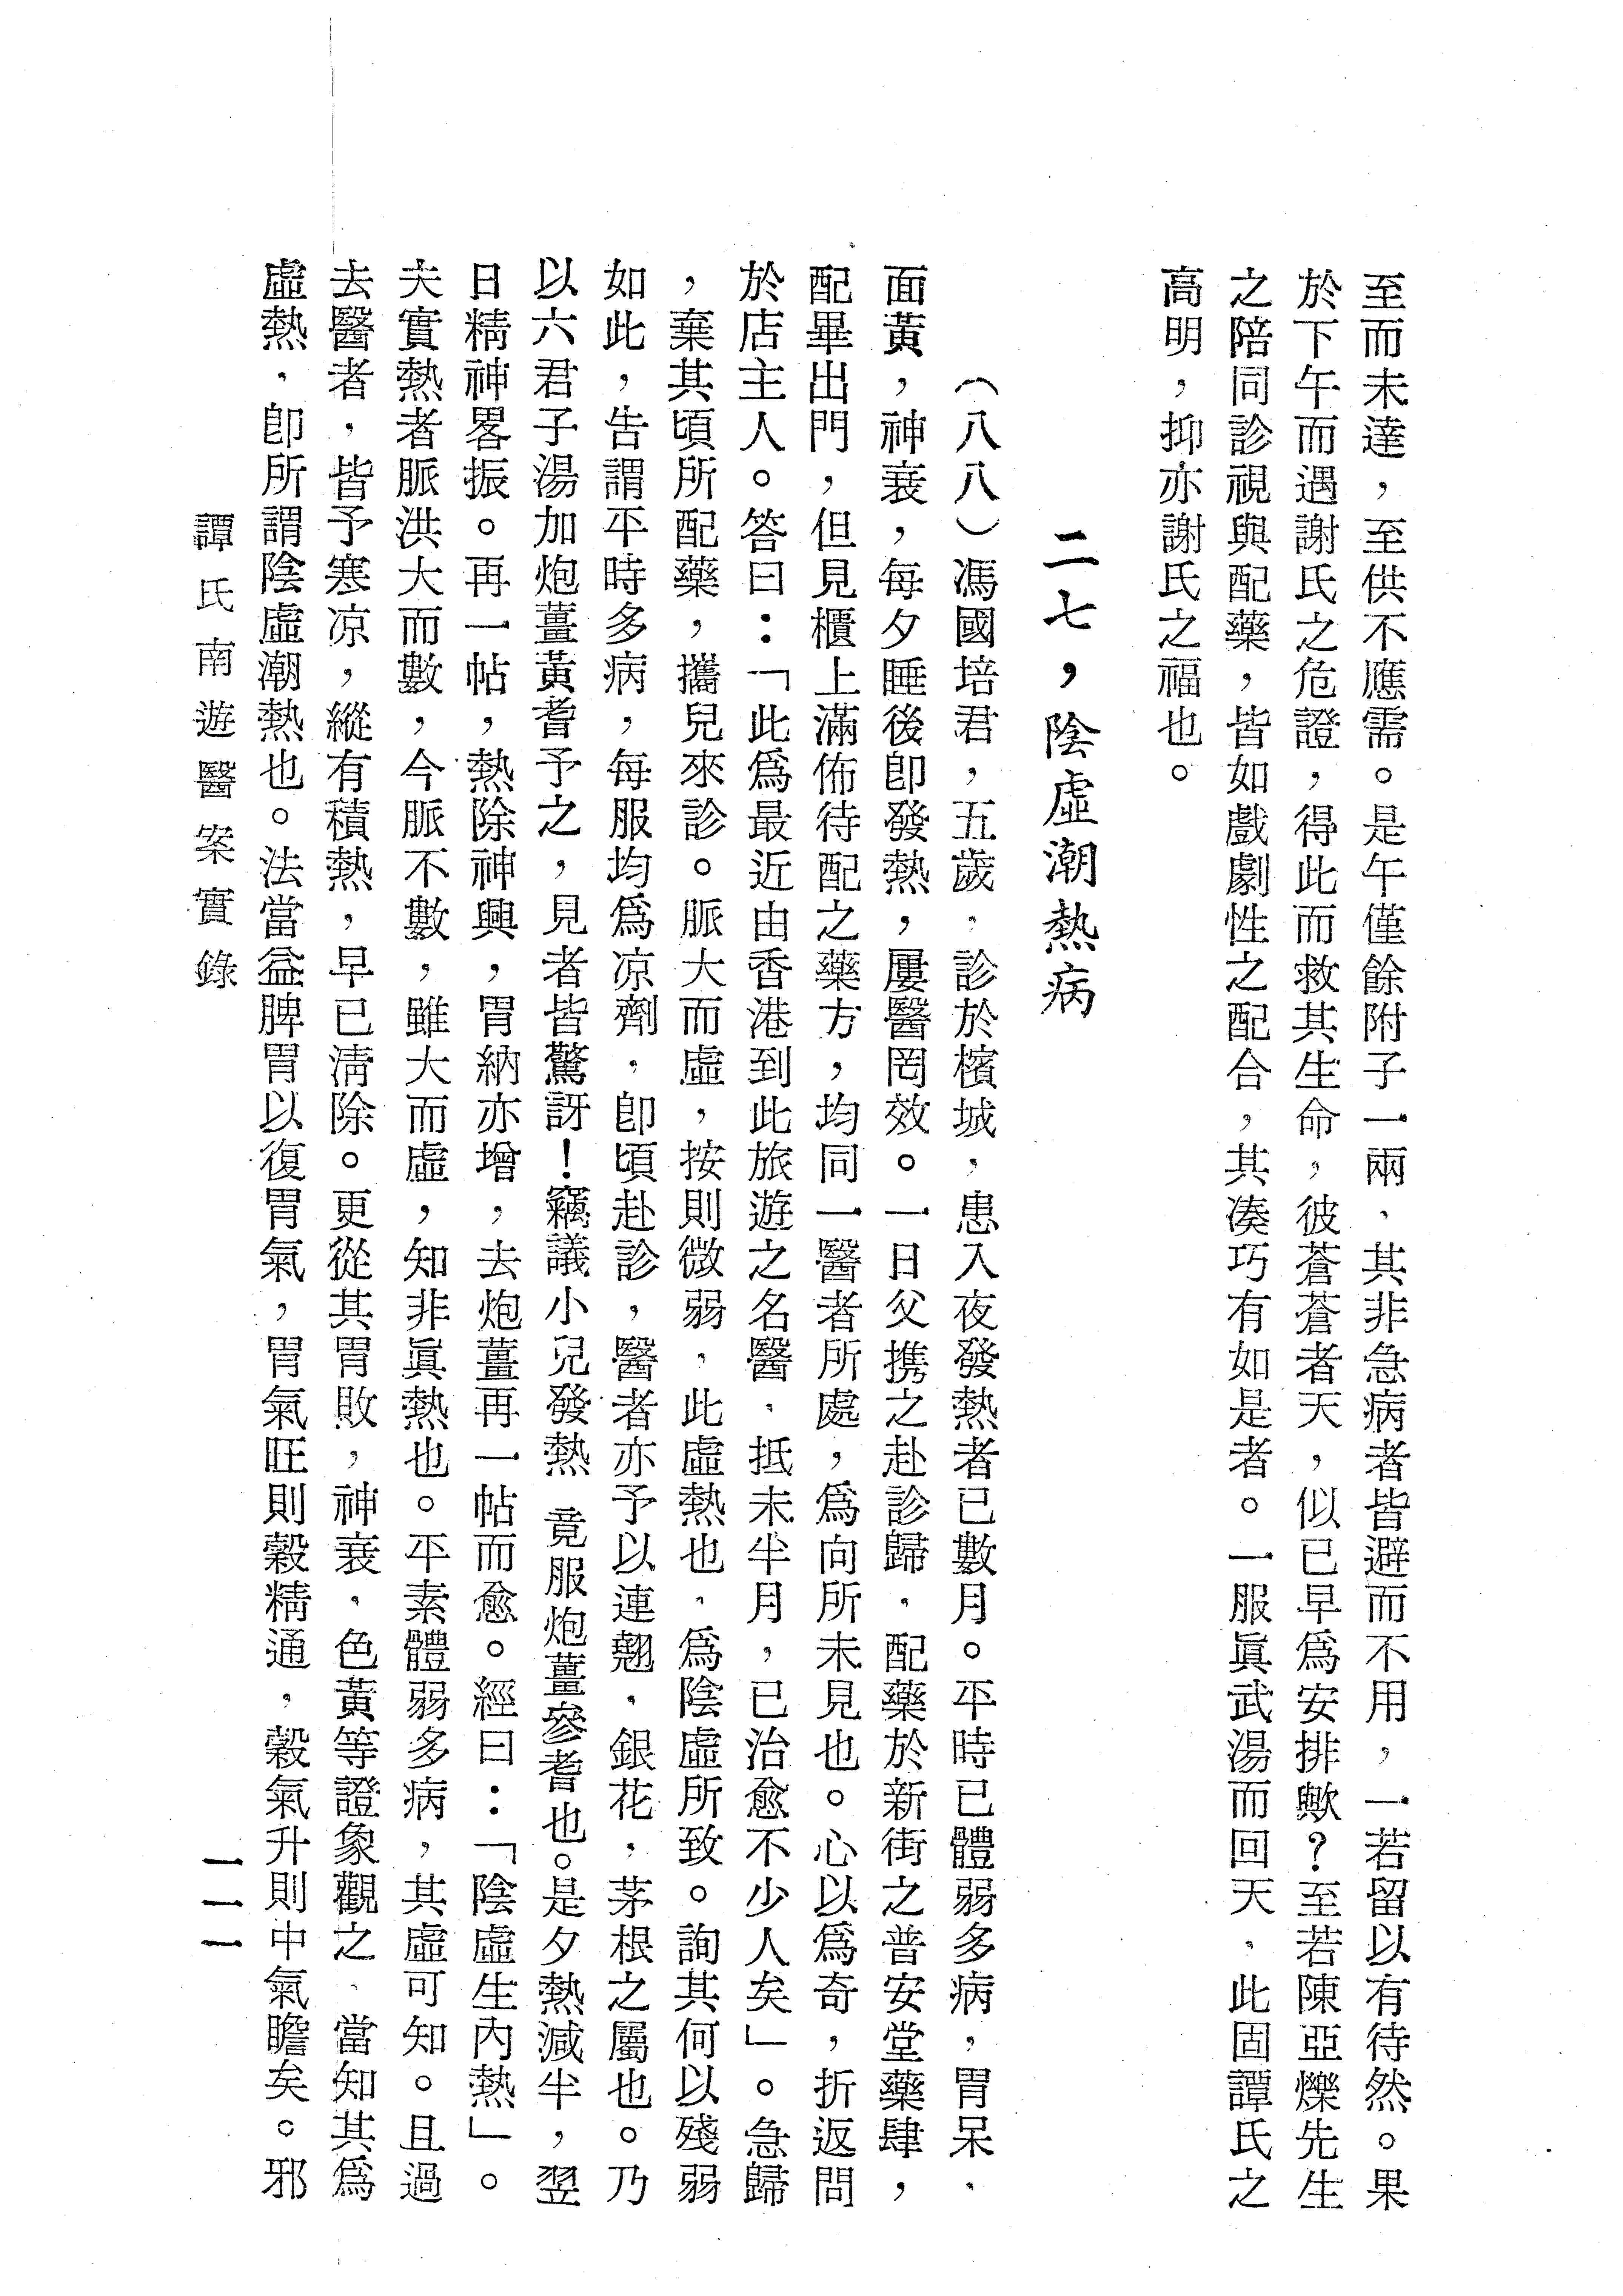 至而未達，至供不應需。是午僅餘附子一兩，其非急病者皆避而不用，一若留以有待然。果
於下午而遇謝氏之危證，得此而救其生命，彼蒼蒼者天，似已早爲安排歟？至若陳亞爍先生
之陪同診視與配藥，皆如戲劇性之配合，其凑巧有如是者。一服眞武湯而回天，此固譚氏之
高明，抑亦謝氏之福也。
二七，陰虛潮熱病
（八八）馮國培君，五歲，診於檳城，患入夜發熱者已數月。平時已體弱多病，胃呆，
面黃，神衰，每夕睡後卽發熱，屢醫罔效。一日父携之赴診歸，配藥於新街之普安堂藥肆，
配畢出門，但見櫃上滿佈待配之藥方，均同一醫者所處，爲向所未見也。心以爲奇，折返問
於店主人。答曰：「此爲最近由香港到此旅遊之名醫，抵未半月，已治愈不少人矣」。急歸
，棄其頃所配藥，攜兒來診。脈大而虛，按則微弱，此虛熱也，爲陰虛所致。詢其何以殘弱
如此，告謂平時多病，每服均爲凉劑，卽頃赴診，醫者亦予以連翹，銀花，茅根之屬也。乃
以六君子湯加炮薑黃耆予之，見者皆驚訝！竊議小兒發熱 竟服炮薑參耆也。是夕熱減半，翌
日精神畧振。再一帖，熱除神興，胃納亦增，去炮薑再一帖而愈。經曰：「陰虛生內熱」。
夫實熱者脈洪大而數，今脈不數，雖大而虛，知非眞熱也。平素體弱多病，其虛可知。且過
去醫者，皆予寒凉，縱有積熱，早已淸除。更從其胃敗，神衰，色黃等證象觀之，當知其爲
虛熱，卽所謂陰虛潮熱也。法當益脾胃以復胃氣，胃氣旺則穀精通，穀氣升則中氣瞻矣。邪
譚氏南遊醫案實錄
一一一